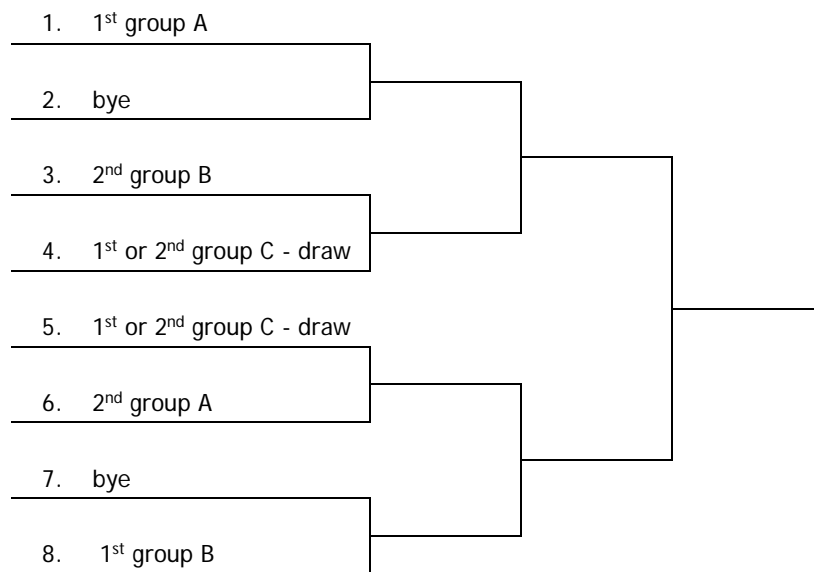 1. 1st group A
2. bye
3. 2nd group B
4. 1st or 2nd group C - draw
5. 1st or 2nd group C - draw
6. 2nd group A
7. bye
8. 1st group B